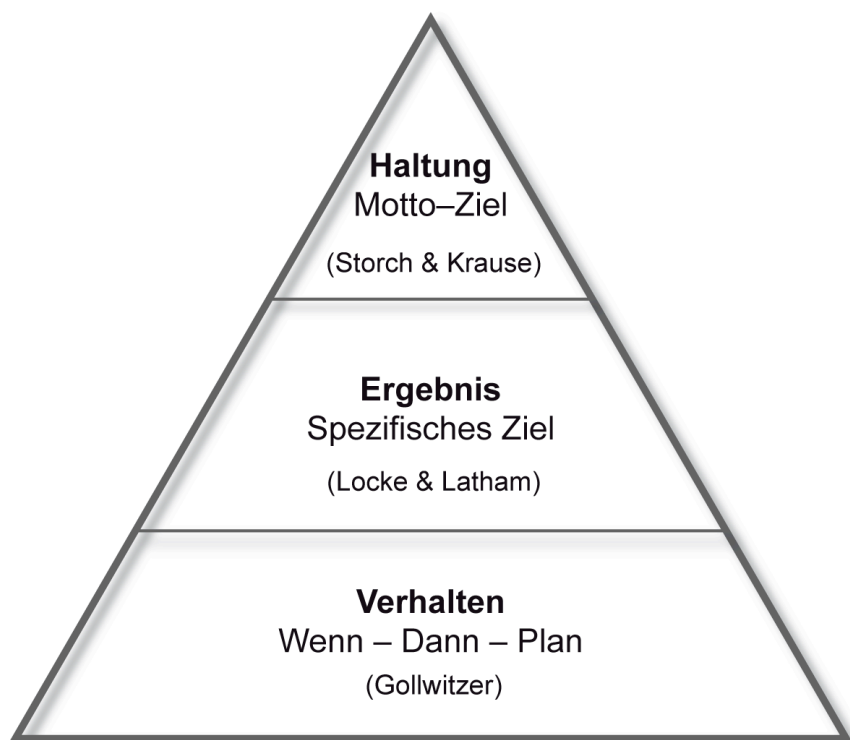 Haltung
Motto–Ziel
(Storch & Krause)
Ergebnis
Spezifisches Ziel
(Locke & Latham)
Verhalten
Wenn – Dann – Plan
(Gollwitzer)